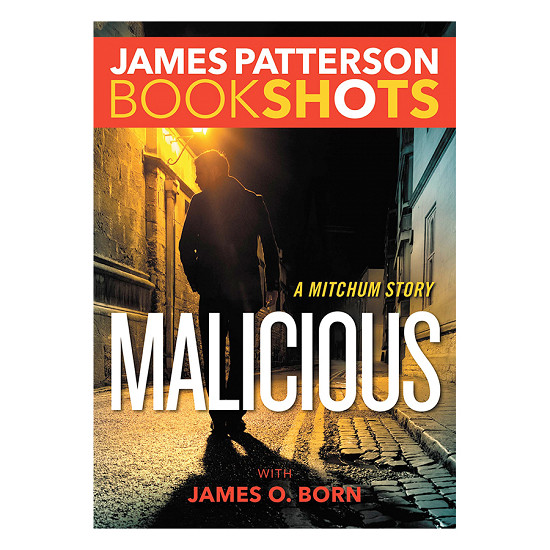 JAMES PATTERSON
BOOKSHOTS
A MITCHUM STORY
MALICIOUS
WITH
JAMES O. BORN